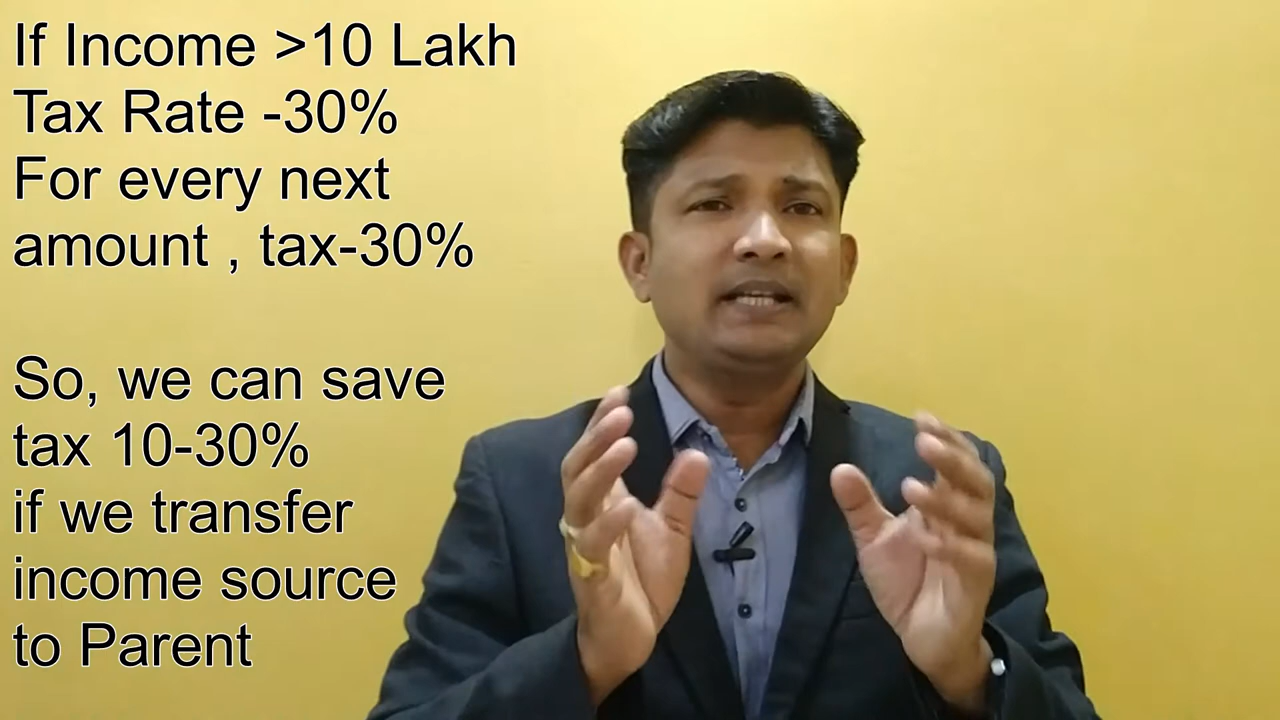 If Income >10 Lakh
Tax Rate -30%
For every next
amount , tax-30%
So, we can save
tax 10-30%
if we transfer
income source
to Parent